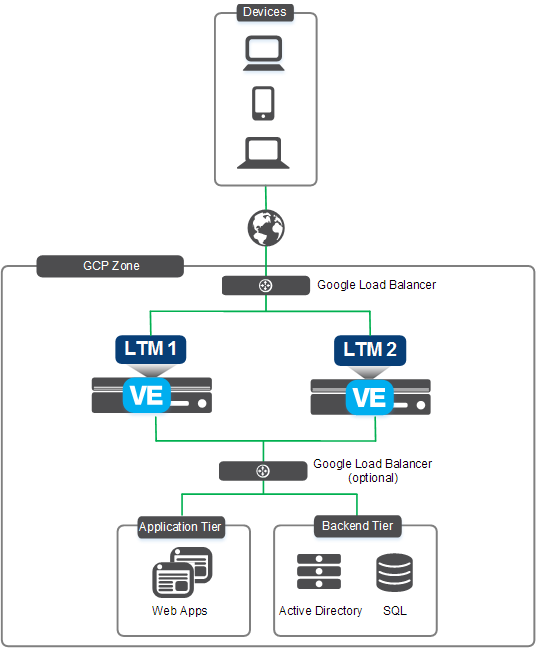 Devices
GCP Zone
Google Load Balancer
LTM 1
LTM 2
VE
VE
Google Load Balancer
(optional)
Application Tier
Backend Tier
Web Apps
Active Directory
SQL